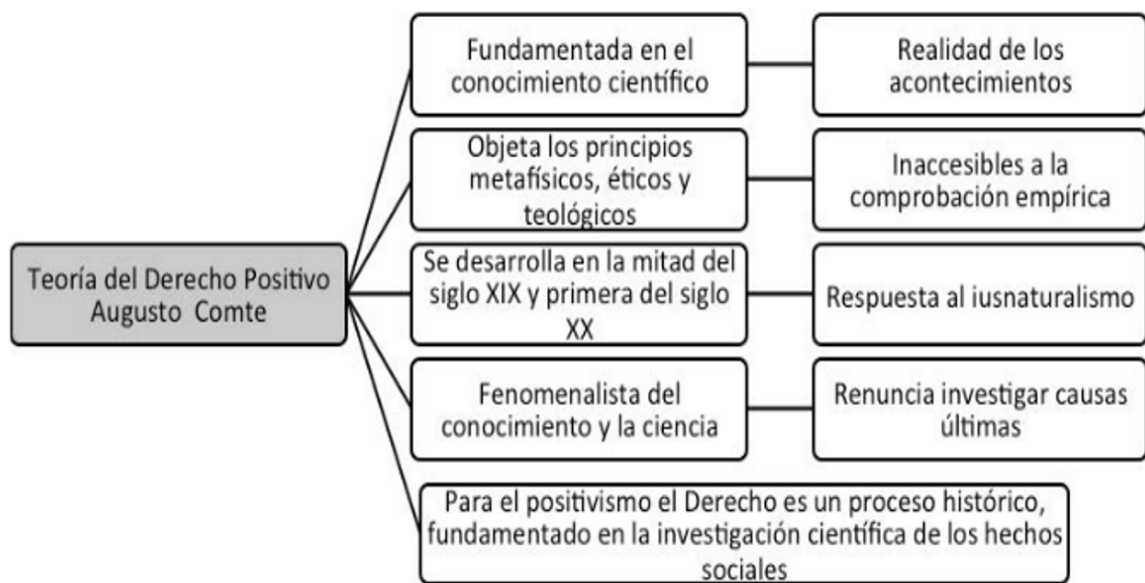 Teoría del Derecho Positivo
Augusto Comte
Fundamentada en el
conocimiento científico
Realidad de los
acontecimientos
Objeta los principios
metafísicos, éticos y
teológicos
Inaccesibles a la
comprobación empírica
Se desarrolla en la mitad del
siglo XIX y primera del siglo
XX
Respuesta al iusnaturalismo
Fenomenalista del
conocimiento y la ciencia
Renuncia investigar causas
últimas
Para el positivismo el Derecho es un proceso histórico,
fundamentado en la investigación científica de los hechos
sociales